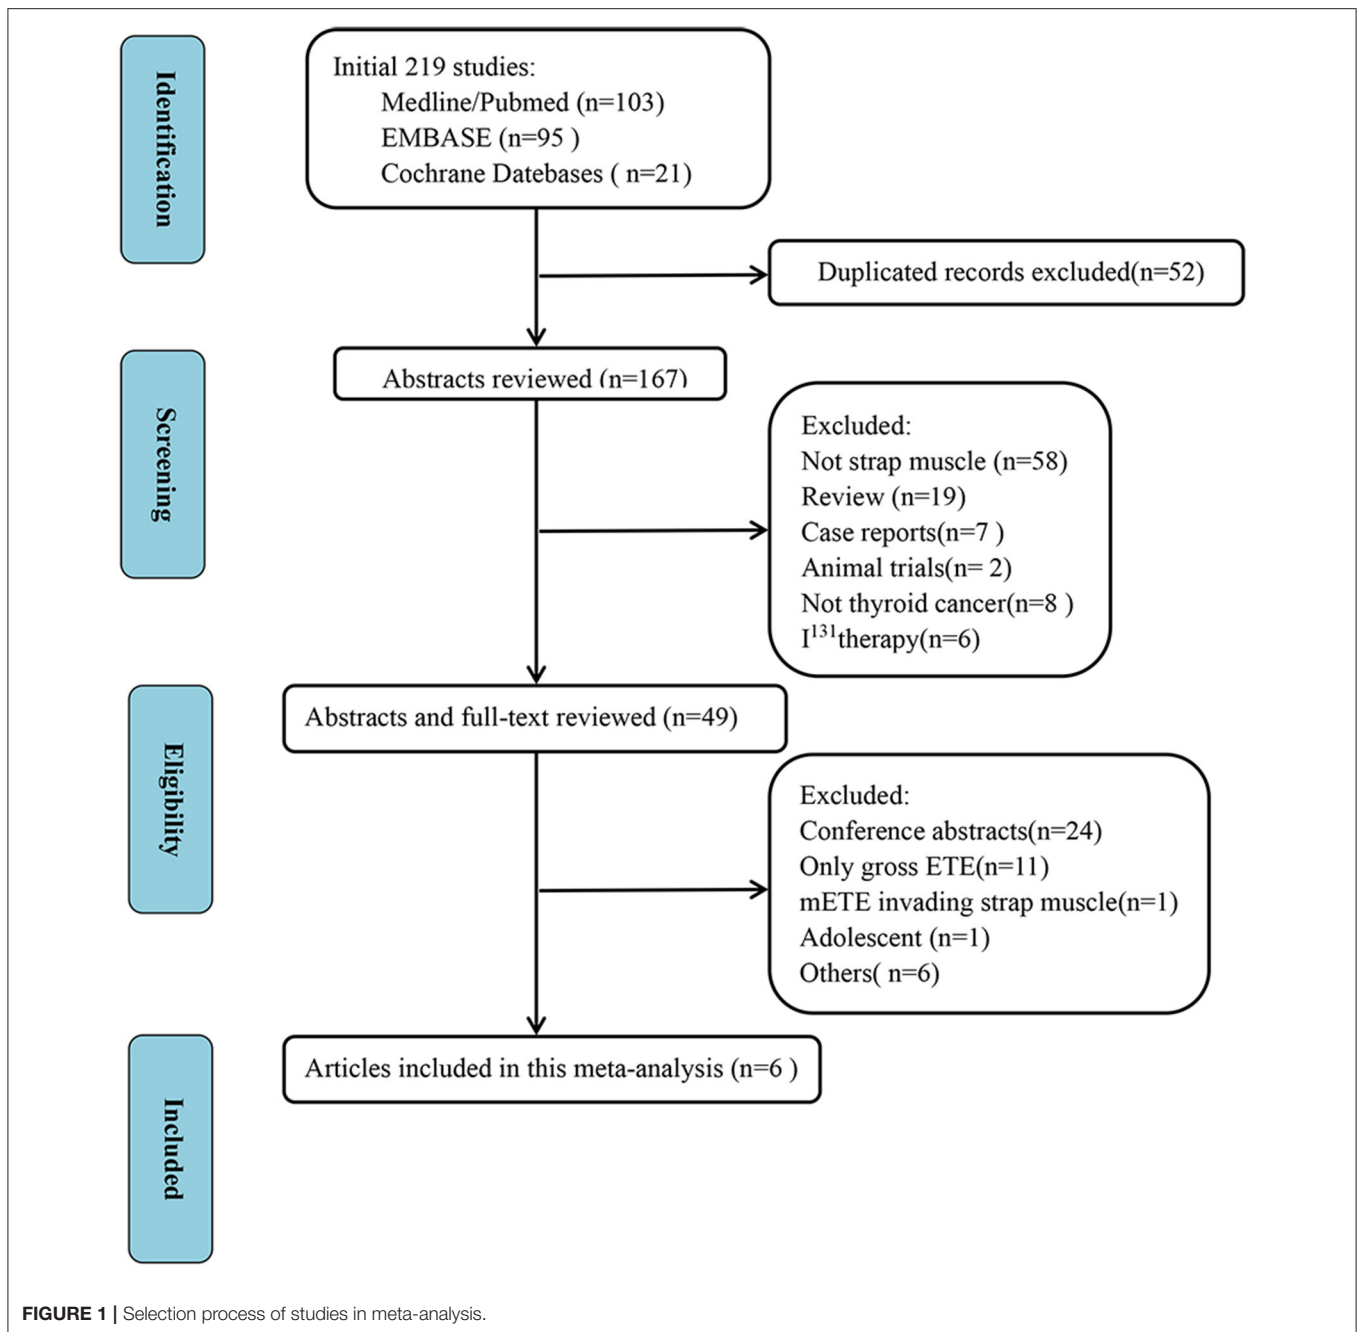 Identification
Initial 219 studies:
Medline/Pubmed (n=103)
EMBASE (n=95 )
Cochrane Datebases ( n=21)
Duplicated records excluded(n=52)
Screening
Abstracts reviewed (n=167)
Excluded:
Not strap muscle (n=58)
Review (n=19)
Case reports(n=7 )
Animal trials(n= 2)
Not thyroid cancer(n=8 )
I¹³¹therapy(n=6)
Eligibility
Abstracts and full-text reviewed (n=49)
Excluded:
Conference abstracts(n=24)
Only gross ETE(n=11)
mETE invading strap muscle(n=1)
Adolescent (n=1)
Others( n=6)
Included
Articles included in this meta-analysis (n=6 )
FIGURE 1 | Selection process of studies in meta-analysis.